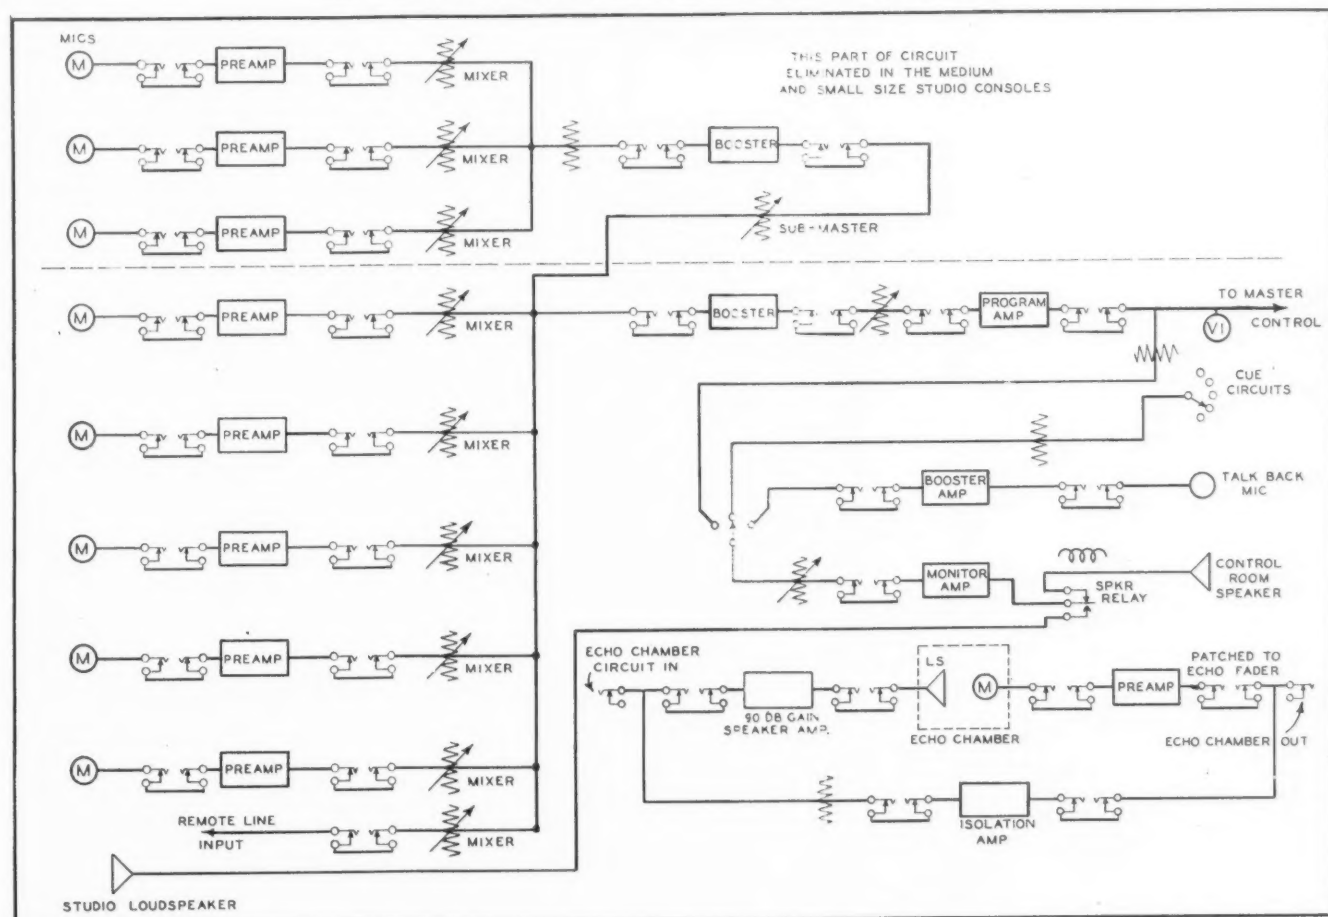 MICS
M
PREAMP
MIXER
THIS PART OF CIRCUIT
ELIMINATED IN THE MEDIUM
AND SMALL SIZE STUDIO CONSOLES
M
PREAMP
MIXER
BOOSTER
M
PREAMP
MIXER
SUB-MASTER
M
PREAMP
MIXER
BOOSTER
PROGRAM
AMP
TO MASTER
CONTROL
VI
CUE
CIRCUITS
M
PREAMP
MIXER
BOOSTER
AMP
TALK BACK
MIC
M
PREAMP
MIXER
MONITOR
AMP
SPKR
RELAY
CONTROL
ROOM
SPEAKER
M
PREAMP
MIXER
ECHO CHAMBER
CIRCUIT IN
90 DB GAIN
SPEAKER AMP.
LS
M
ECHO CHAMBER
PREAMP
PATCHED TO
ECHO FADER
ECHO CHAMBER OUT
M
PREAMP
MIXER
ISOLATION
AMP
REMOTE LINE
INPUT
MIXER
STUDIO LOUDSPEAKER